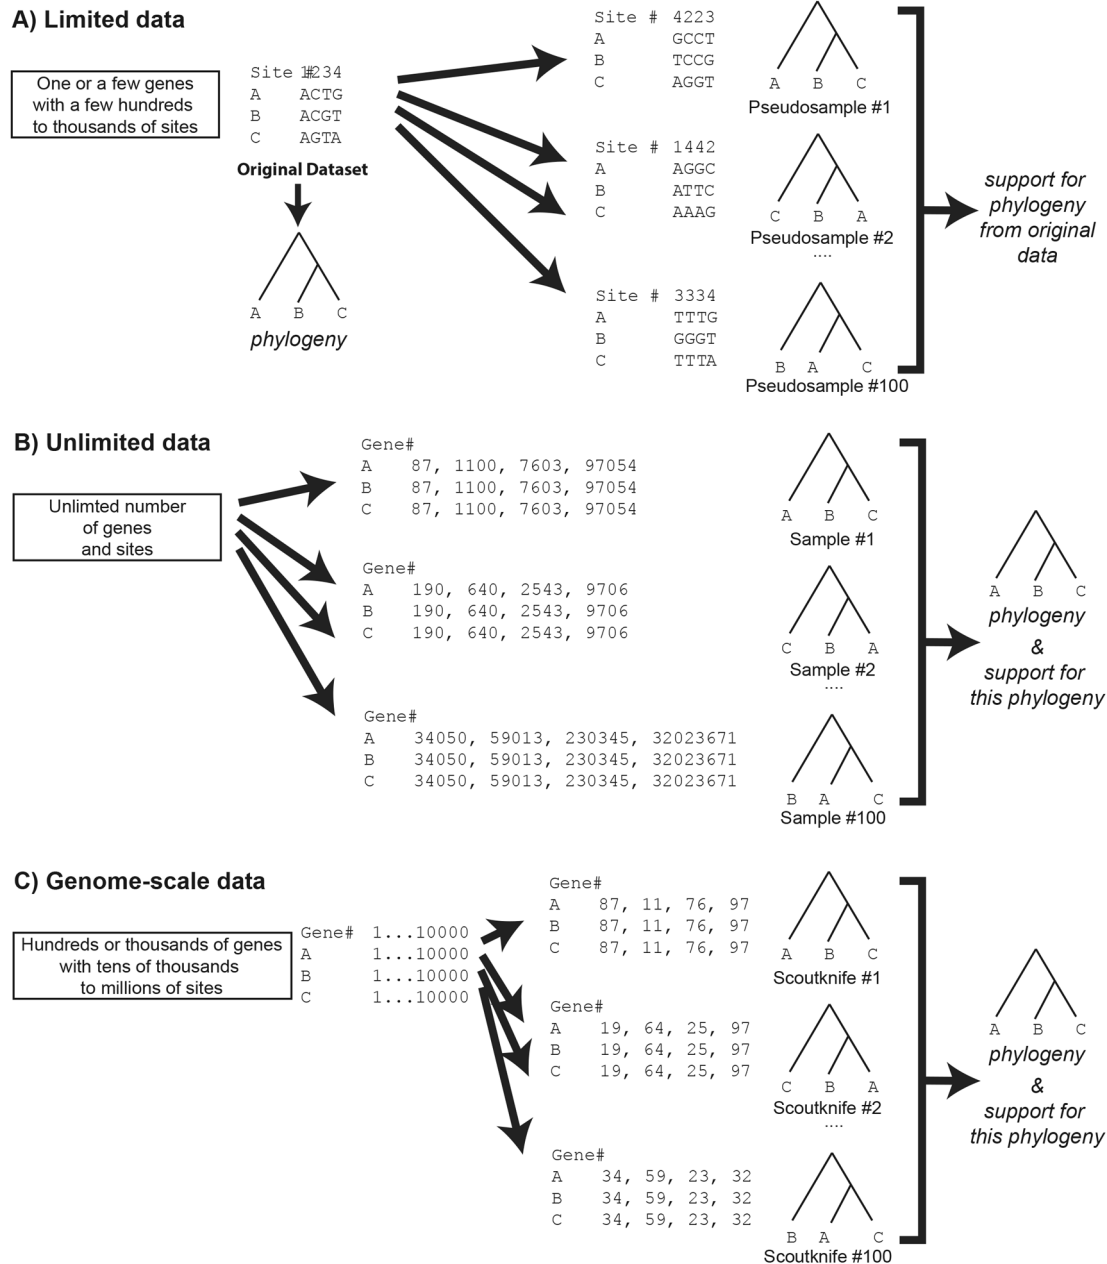 A) Limited data
One or a few genes
with a few hundreds
to thousands of sites
Site # 1234
A ACTG
B ACGT
C AGTA
Original Dataset
A B C
phylogeny
Site # 4223
A GCCT
B TCCG
C AGGT
A B C
Pseudosample #1
Site # 1442
A AGGC
B ATTC
C AAAG
C B A
Pseudosample #2
....
Site # 3334
A TTTG
B GGGT
C TTTA
B A C
Pseudosample #100
support for
phylogeny
from original
data
B) Unlimited data
Unlimted number
of genes
and sites
Gene#
A 87, 1100, 7603, 97054
B 87, 1100, 7603, 97054
C 87, 1100, 7603, 97054
A B C
Sample #1
Gene#
A 190, 640, 2543, 9706
B 190, 640, 2543, 9706
C 190, 640, 2543, 9706
C B A
Sample #2
....
Gene#
A 34050, 59013, 230345, 32023671
B 34050, 59013, 230345, 32023671
C 34050, 59013, 230345, 32023671
B A C
Sample #100
A B C
phylogeny
&
support for
this phylogeny
C) Genome-scale data
Hundreds or thousands of genes
with tens of thousands
to millions of sites
Gene# 1...10000
A 1...10000
B 1...10000
C 1...10000
Gene#
A 87, 11, 76, 97
B 87, 11, 76, 97
C 87, 11, 76, 97
A B C
Scoutknife #1
Gene#
A 19, 64, 25, 97
B 19, 64, 25, 97
C 19, 64, 25, 97
C B A
Scoutknife #2
....
Gene#
A 34, 59, 23, 32
B 34, 59, 23, 32
C 34, 59, 23, 32
B A C
Scoutknife #100
A B C
phylogeny
&
support for
this phylogeny